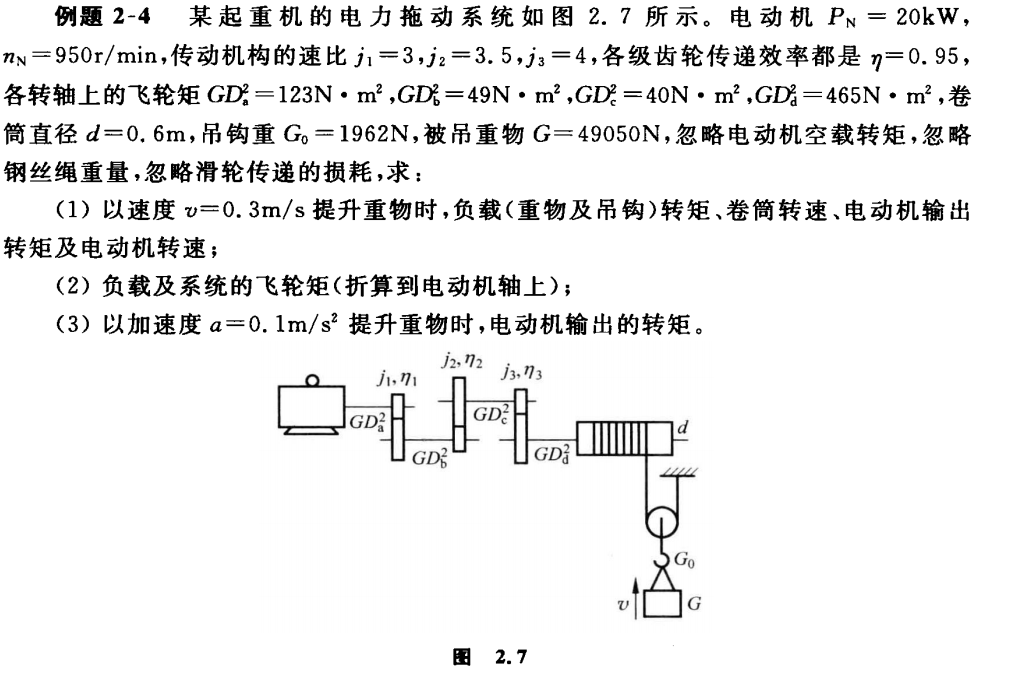 例题 2-4 某起重机的电力拖动系统如图 2.7 所示。电动机 P_N = 20kW,
n_N=950r/min,传动机构的速比 j₁=3,j₂=3.5,j₃=4,各级齿轮传递效率都是 η=0.95,
各转轴上的飞轮矩 GD²ₐ=123N·m²,GD²_b=49N·m²,GD²_c=40N·m²,GD²_d=465N·m²,卷
筒直径 d=0.6m,吊钩重 G₀=1962N,被吊重物 G=49050N,忽略电动机空载转矩,忽略
钢丝绳重量,忽略滑轮传递的损耗,求:
(1) 以速度 v=0.3m/s 提升重物时,负载(重物及吊钩)转矩、卷筒转速、电动机输出
转矩及电动机转速;
(2) 负载及系统的飞轮矩(折算到电动机轴上);
(3) 以加速度 a=0.1m/s² 提升重物时,电动机输出的转矩。
j₁,η₁
j₂,η₂
j₃,η₃
GD²ₐ
GD²_b
GD²_c
GD²_d
d
G₀
v
G
图 2.7